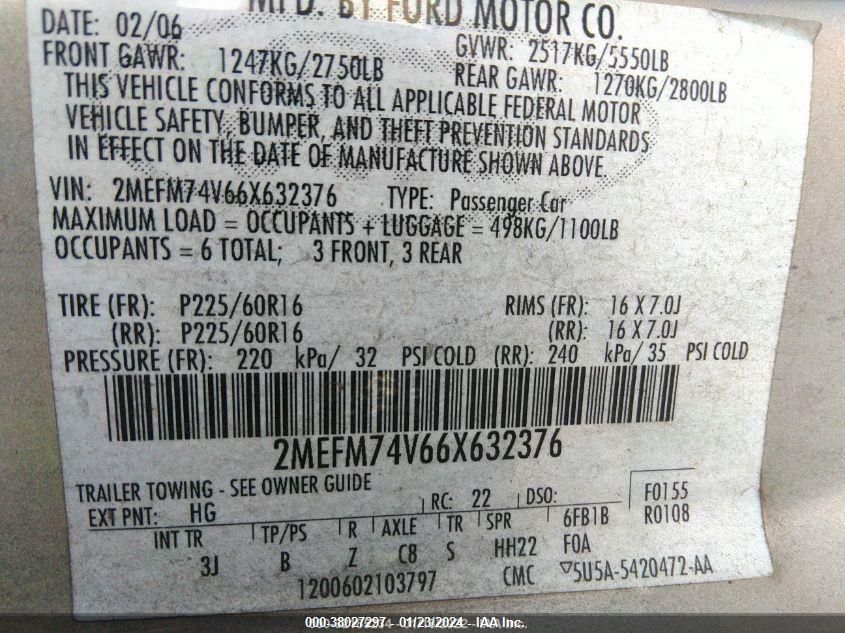 MFD. BY FORD MOTOR CO.
DATE: 02/06 GVWR: 2517KG/5550LB
FRONT GAWR: 1247KG/2750LB REAR GAWR: 1270KG/2800LB
THIS VEHICLE CONFORMS TO ALL APPLICABLE FEDERAL MOTOR
VEHICLE SAFETY, BUMPER, AND THEFT PREVENTION STANDARDS
IN EFFECT ON THE DATE OF MANUFACTURE SHOWN ABOVE.
VIN: 2MEFM74V66X632376 TYPE: Passenger Car
MAXIMUM LOAD = OCCUPANTS + LUGGAGE = 498KG/1100LB
OCCUPANTS = 6 TOTAL; 3 FRONT, 3 REAR
TIRE (FR): P225/60R16 RIMS (FR): 16 X 7.0J
(RR): P225/60R16 (RR): 16 X 7.0J
PRESSURE (FR): 220 kPa/ 32 PSI COLD (RR): 240 kPa/ 35 PSI COLD
2MEFM74V66X632376
TRAILER TOWING - SEE OWNER GUIDE
EXT PNT: HG RC: 22 DSO: F0155
INT TR TP/PS R AXLE TR SPR 6FB1B R0108
3J B Z C8 S HH22 F0A
1200602103797 CMC 5U5A-5420472-AA
000-38027297 - 01/23/2024 - IAA Inc.